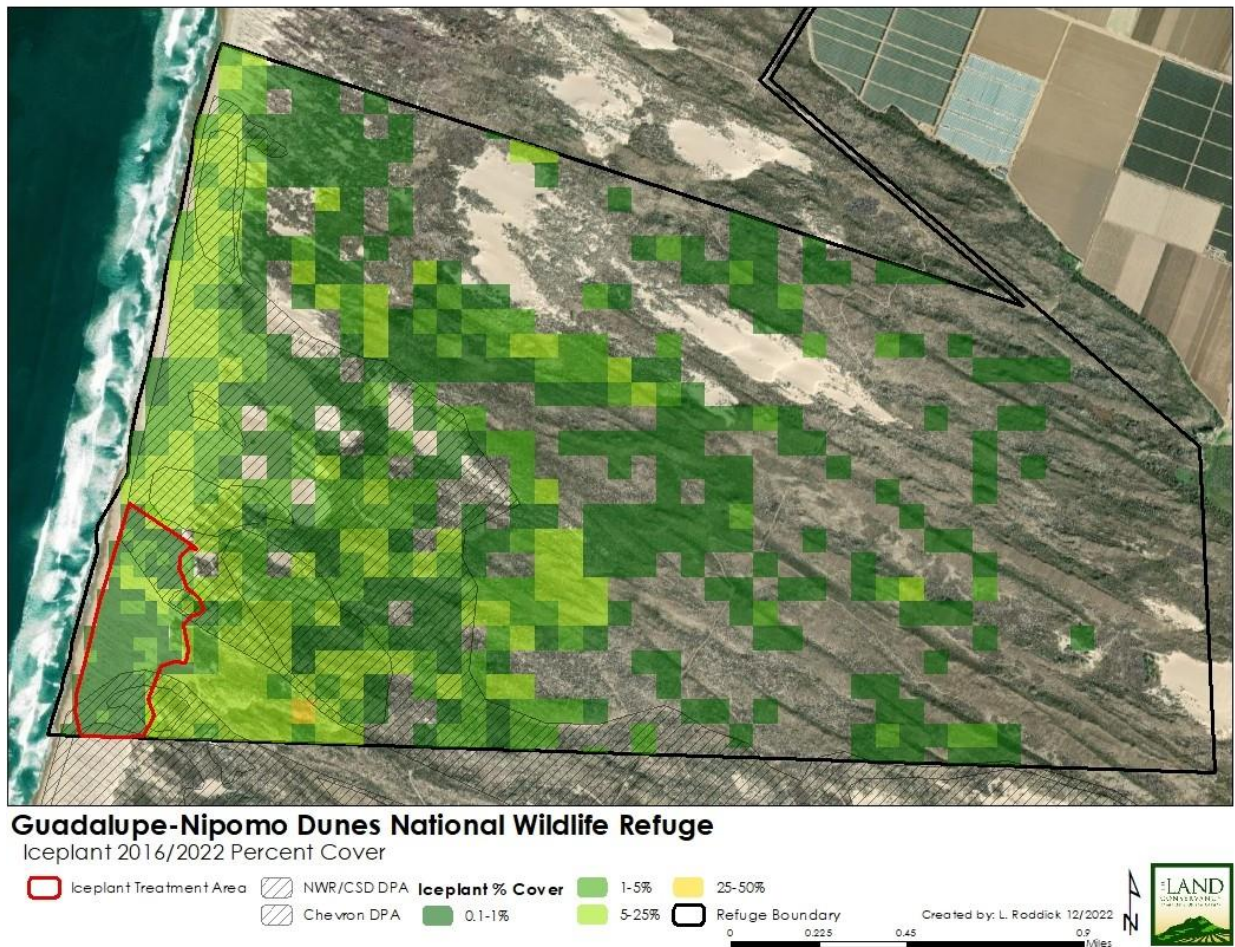 Guadalupe-Nipomo Dunes National Wildlife Refuge
Iceplant 2016/2022 Percent Cover
Iceplant Treatment Area
NWR/CSD DPA
Chevron DPA
Iceplant % Cover
0.1-1%
1-5%
5-25%
25-50%
Refuge Boundary
Created by: L. Roddick 12/2022
0 0.225 0.45 0.9
Miles
N
THE LAND
CONSERVANCY